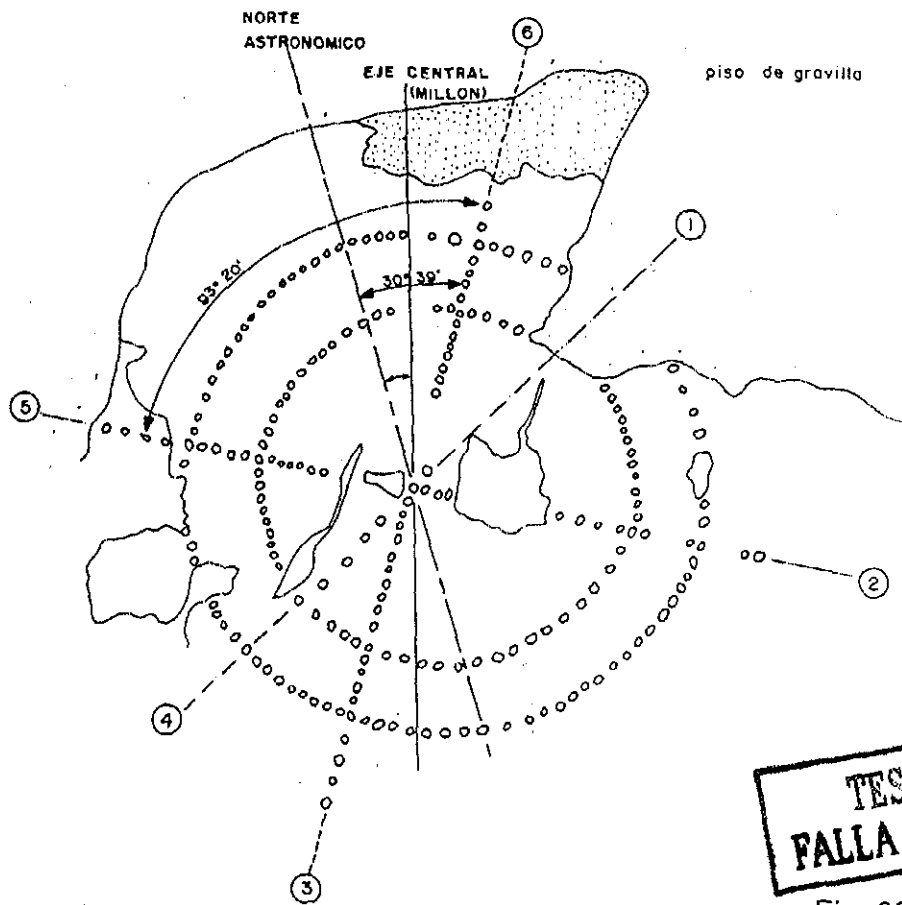 NORTE
ASTRONOMICO
EJE CENTRAL
(MILLON)
6
piso de gravilla
1
93° 20'
30° 39'
5
2
4
3
TES
FALLA